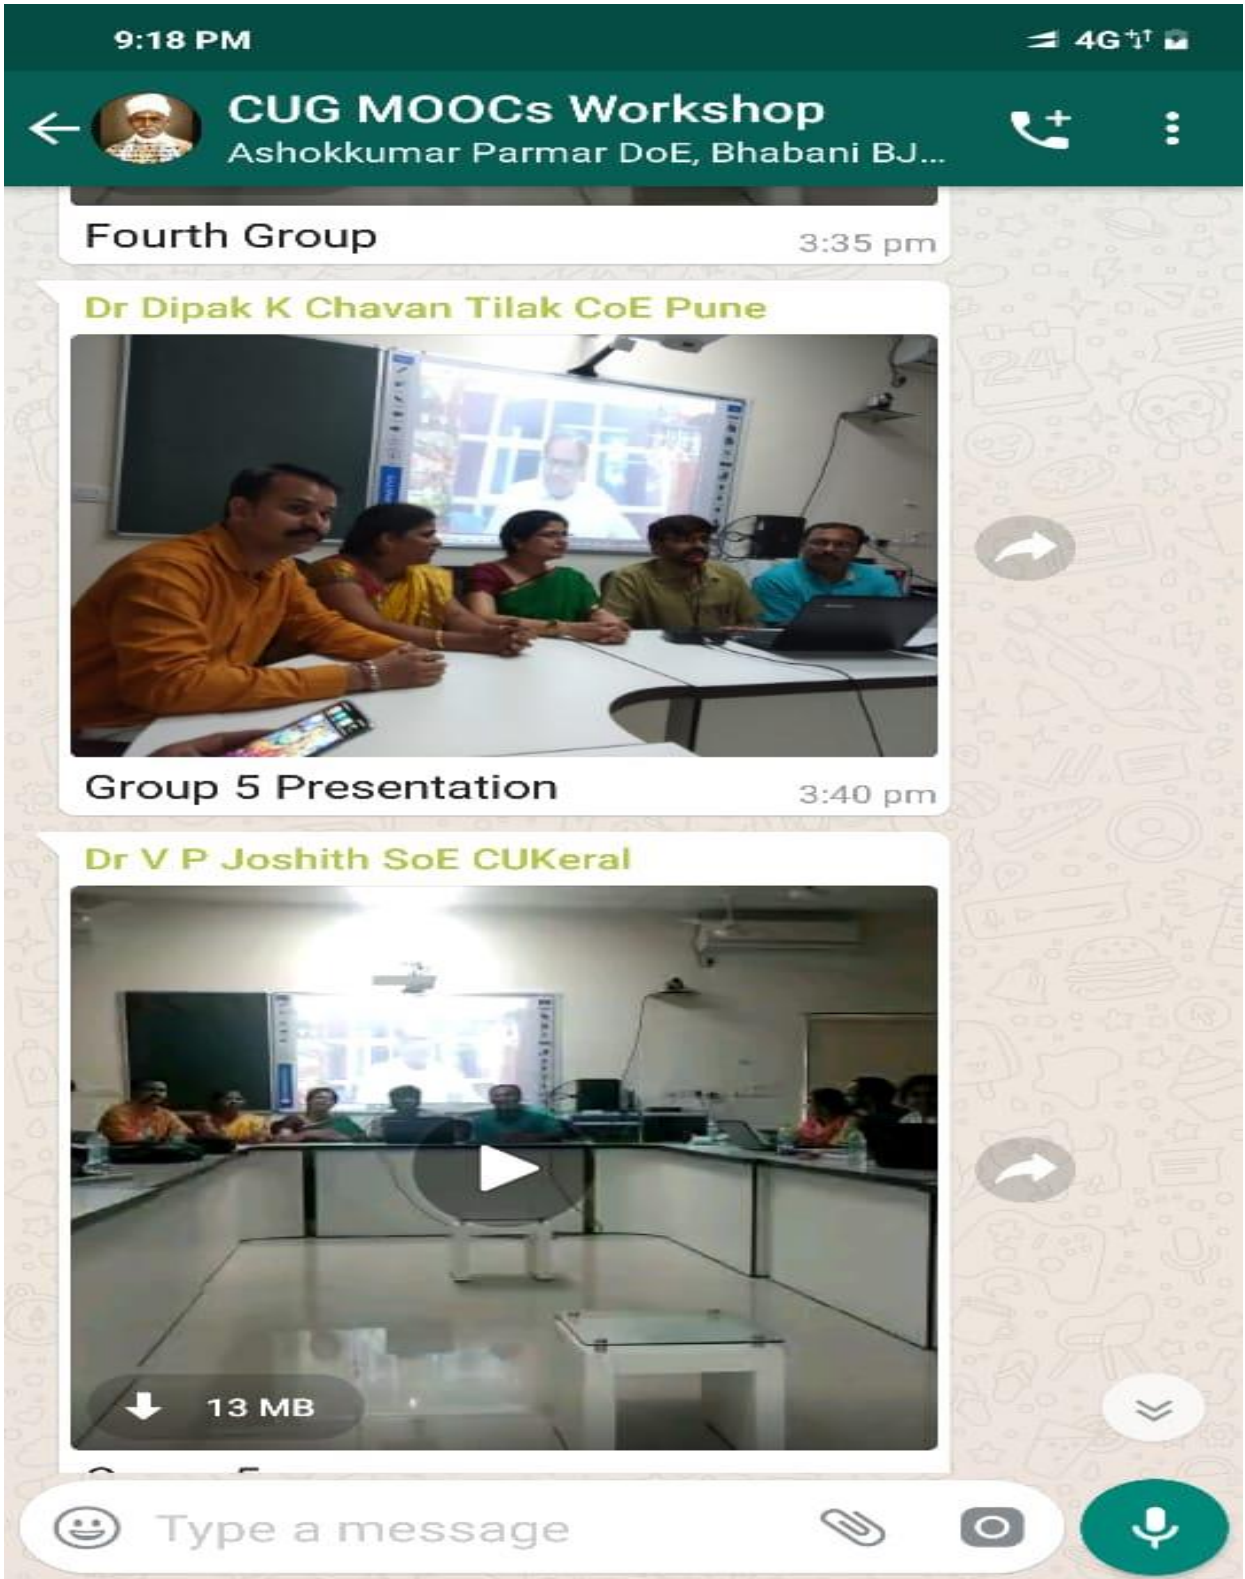 9:18 PM
4G
CUG MOOCs Workshop
Ashokkumar Parmar DoE, Bhabani BJ...
Fourth Group
3:35 pm
Dr Dipak K Chavan Tilak CoE Pune
Group 5 Presentation
3:40 pm
Dr V P Joshith SoE CUKeral
13 MB
Type a message